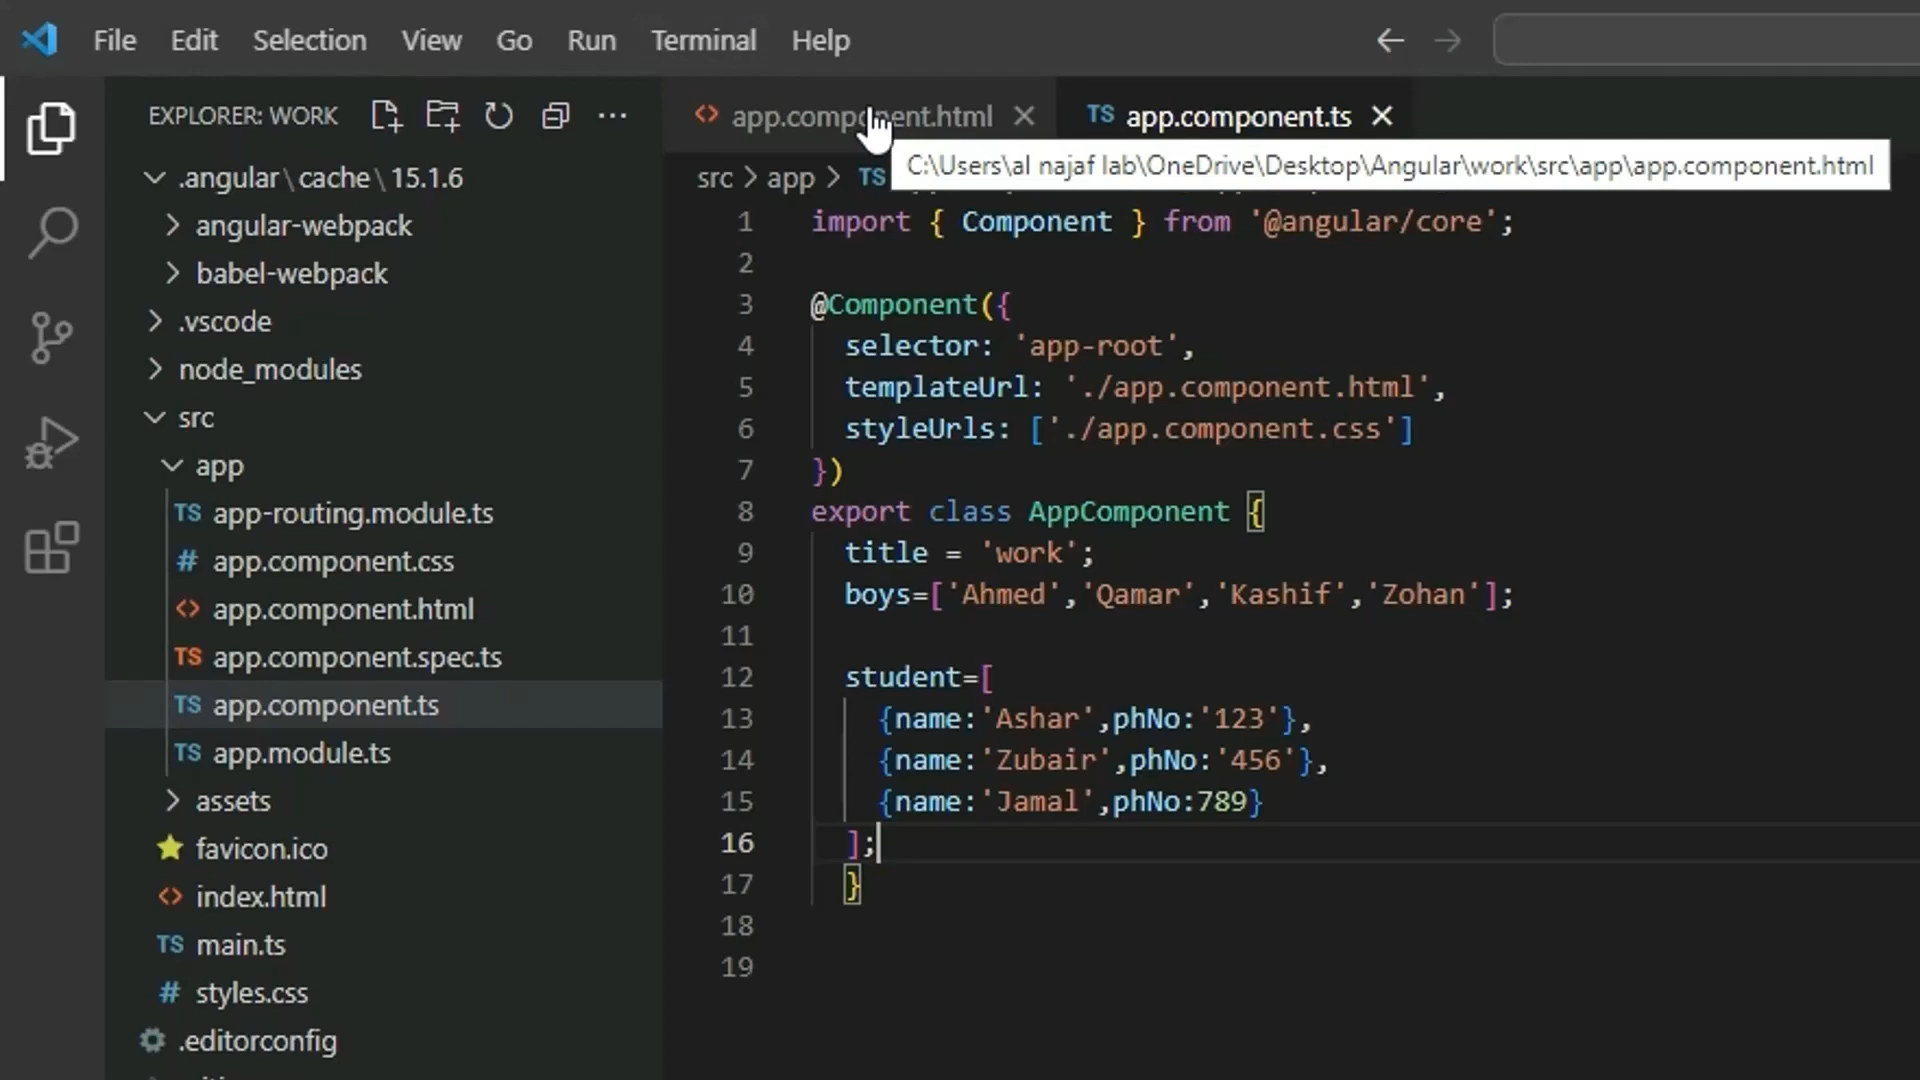 File Edit Selection View Go Run Terminal Help
EXPLORER: WORK
.angular \ cache \ 15.1.6
angular-webpack
babel-webpack
.vscode
node_modules
src
app
TS app-routing.module.ts
# app.component.css
<> app.component.html
TS app.component.spec.ts
TS app.component.ts
TS app.module.ts
assets
favicon.ico
<> index.html
TS main.ts
# styles.css
.editorconfig
<> app.component.html
TS app.component.ts
C:\Users\al najaf lab\OneDrive\Desktop\Angular\work\src\app\app.component.html
src > app > TS
1 import { Component } from '@angular/core';
2
3 @Component({
4 selector: 'app-root',
5 templateUrl: './app.component.html',
6 styleUrls: ['./app.component.css']
7 })
8 export class AppComponent {
9 title = 'work';
10 boys=['Ahmed','Qamar','Kashif','Zohan'];
11
12 student=[
13 {name:'Ashar',phNo:'123'},
14 {name:'Zubair',phNo:'456'},
15 {name:'Jamal',phNo:789}
16 ];
17 }
18
19